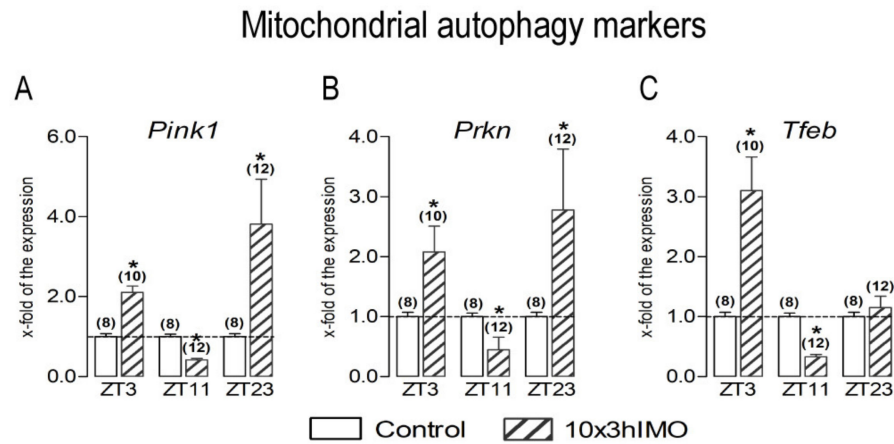 Mitochondrial autophagy markers
A
Pink1
x-fold of the expression
6.0
4.0
2.0
0.0
(8)
*
(10)
(8)
*
(12)
(8)
*
(12)
ZT3 ZT11 ZT23
B
Prkn
x-fold of the expression
4.0
3.0
2.0
1.0
0.0
(8)
*
(10)
(8)
*
(12)
(8)
*
(12)
ZT3 ZT11 ZT23
C
Tfeb
x-fold of the expression
4.0
3.0
2.0
1.0
0.0
(8)
*
(10)
(8)
*
(12)
(8)
(12)
ZT3 ZT11 ZT23
Control 10x3hIMO